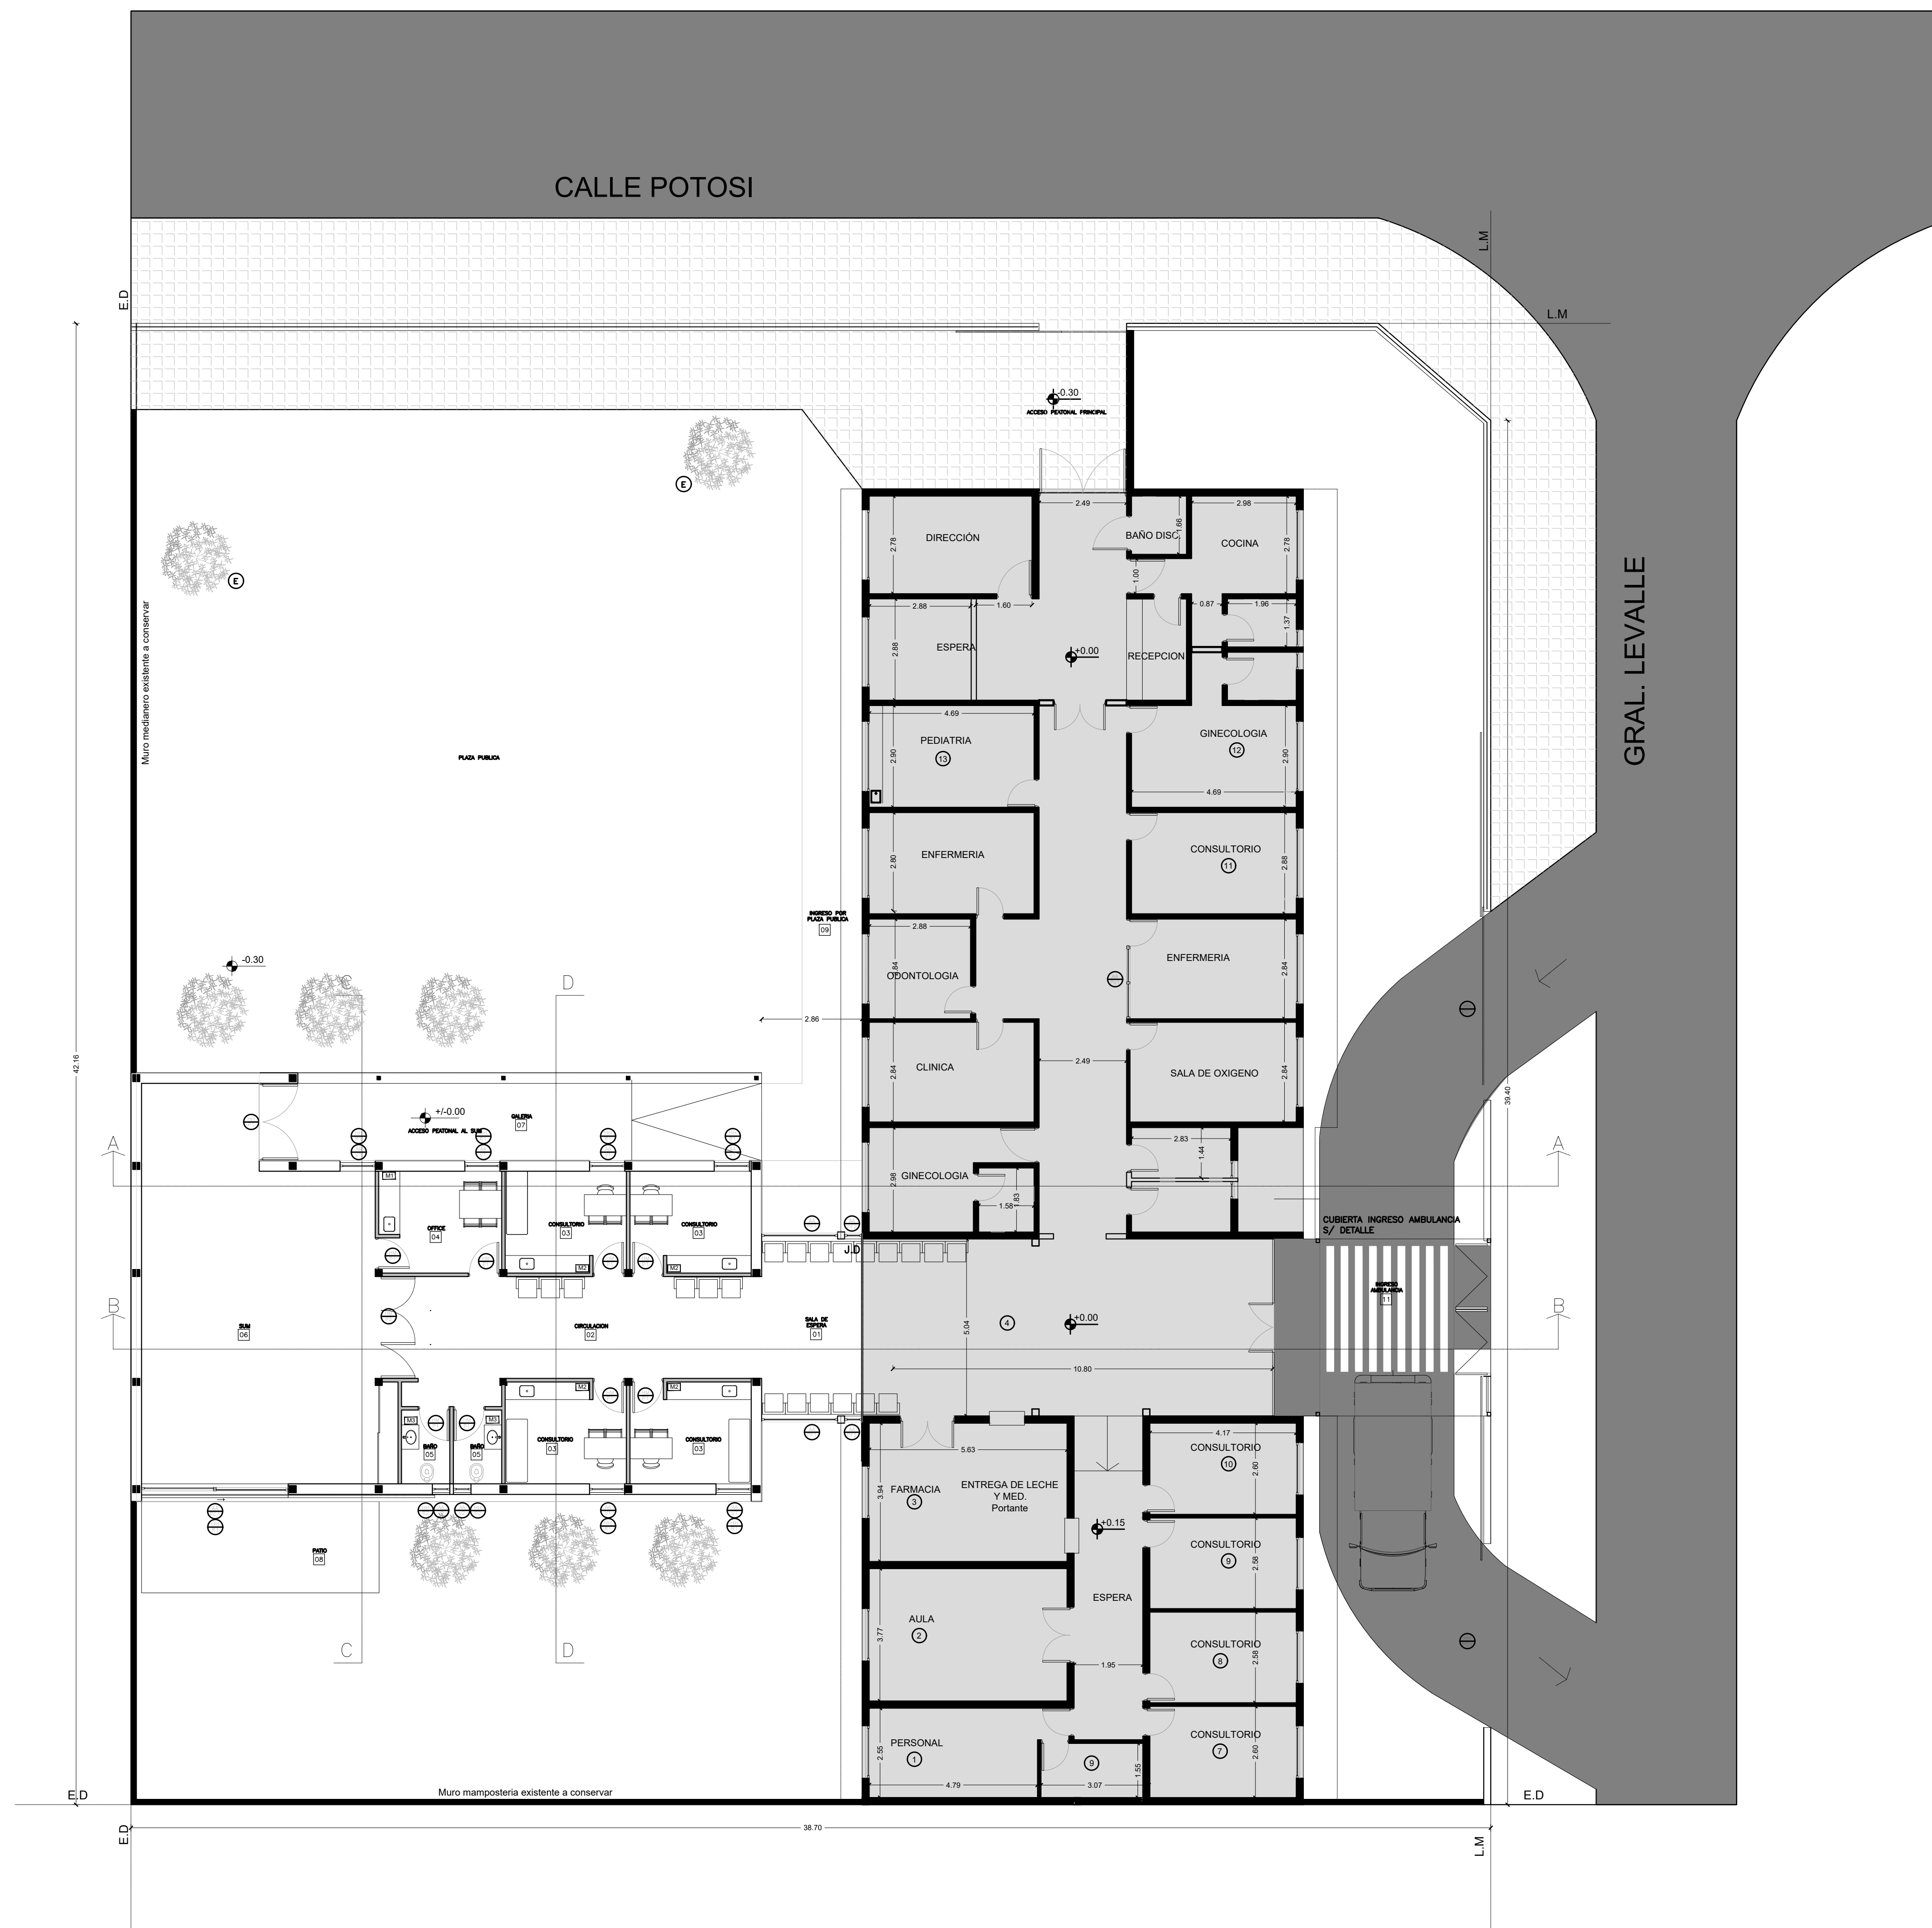 CALLE POTOSI
L.M
E.D
L.M
-0.30
ACCESO PEATONAL PRINCIPAL
E
2.49
2.98
DIRECCIÓN
2.78
BAÑO DISC
1.66
COCINA
2.78
E
1.00
GRAL. LEVALLE
Muro medianero existente a conservar
2.88
1.60
0.87
1.96
1.37
ESPERA
2.88
+0.00
RECEPCION
4.69
PEDIATRIA
13
2.90
GINECOLOGIA
12
2.90
4.69
PLAZA PUBLICA
ENFERMERIA
2.80
CONSULTORIO
11
2.88
INGRESO POR
PLAZA PUBLICA
09
2.88
ODONTOLOGIA
2.84
ENFERMERIA
2.84
-0.30
C
D
2.86
2.49
CLINICA
2.84
SALA DE OXIGENO
2.84
42.16
39.40
+/-0.00
ACCESO PEATONAL AL SUM
GALERIA
07
A
A
2.83
1.44
GINECOLOGIA
2.98
1.58
1.83
M1
OFFICE
04
CONSULTORIO
03
CONSULTORIO
03
CUBIERTA INGRESO AMBULANCIA
S/ DETALLE
J.D
M2
M2
INGRESO
AMBULANCIA
11
B
B
SUM
06
CIRCULACION
02
SALA DE
ESPERA
01
4
+0.00
5.04
10.80
M2
M2
M3
M3
BAÑO
05
BAÑO
05
CONSULTORIO
03
CONSULTORIO
03
5.63
FARMACIA
3
3.94
ENTREGA DE LECHE
Y MED.
Portante
4.17
CONSULTORIO
10
2.60
+0.15
PATIO
08
CONSULTORIO
9
2.58
ESPERA
AULA
2
3.77
CONSULTORIO
8
2.58
C
D
1.95
PERSONAL
1
2.55
4.79
9
1.55
3.07
CONSULTORIO
7
2.60
Muro mamposteria existente a conservar
E.D
E.D
E.D
38.70
L.M